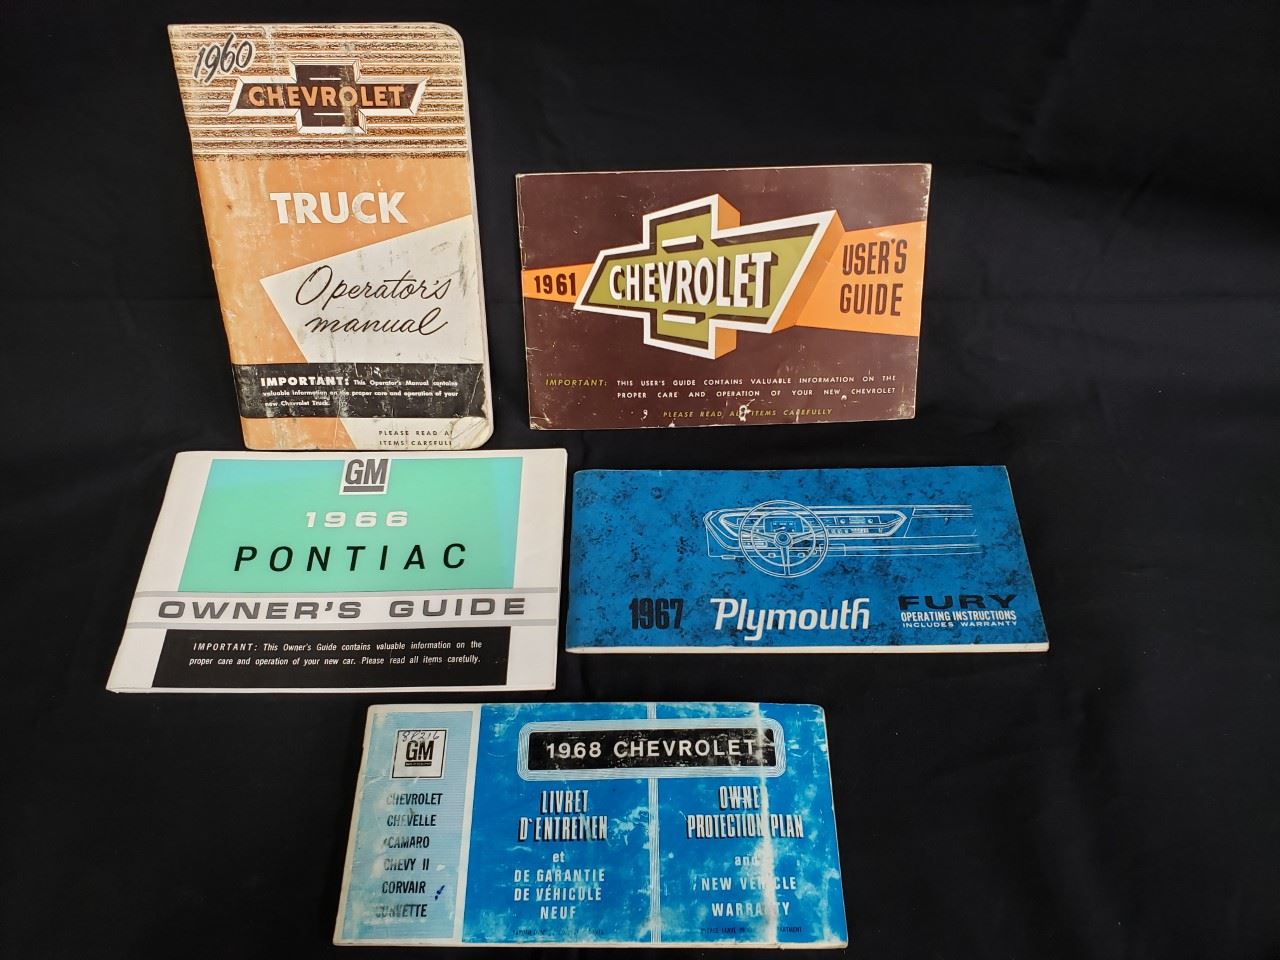 1960
CHEVROLET
TRUCK
Operator's
manual
IMPORTANT: This Operator's Manual contains
valuable information on the proper care and operation of your
new Chevrolet Truck.
PLEASE READ
ITEMS
1961
CHEVROLET
USER'S
GUIDE
IMPORTANT: THIS USER'S GUIDE CONTAINS VALUABLE INFORMATION ON THE
PROPER CARE AND OPERATION OF YOUR NEW CHEVROLET
PLEASE READ ALL ITEMS CAREFULLY
GM
1966
PONTIAC
OWNER'S GUIDE
IMPORTANT: This Owner's Guide contains valuable information on the
proper care and operation of your new car. Please read all items carefully.
1967 Plymouth FURY
OPERATING INSTRUCTIONS
INCLUDES WARRANTY
8P216
GM
CHEVROLET
CHEVELLE
CAMARO
CHEVY II
CORVAIR
CORVETTE
1968 CHEVROLET
LIVRET
D'ENTRETIEN
et
DE GARANTIE
DE VÉHICULE
NEUF
OWNER
PROTECTION PLAN
and
NEW VEHICLE
WARRANTY